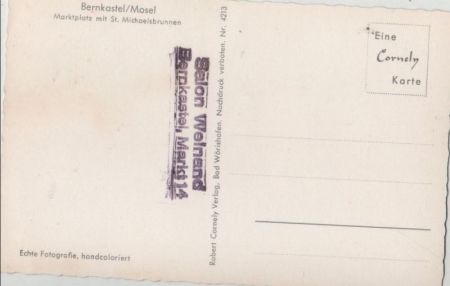 Bernkastel/Mosel
Marktplatz mit St. Michaelsbrunnen
Salon Weinand
Bernkastel, Markt 14
Robert Cornely Verlag, Bad Wörishofen. Nachdruck verboten. Nr. 4213
Eine
Cornely
Karte
Echte Fotografie, handcoloriert